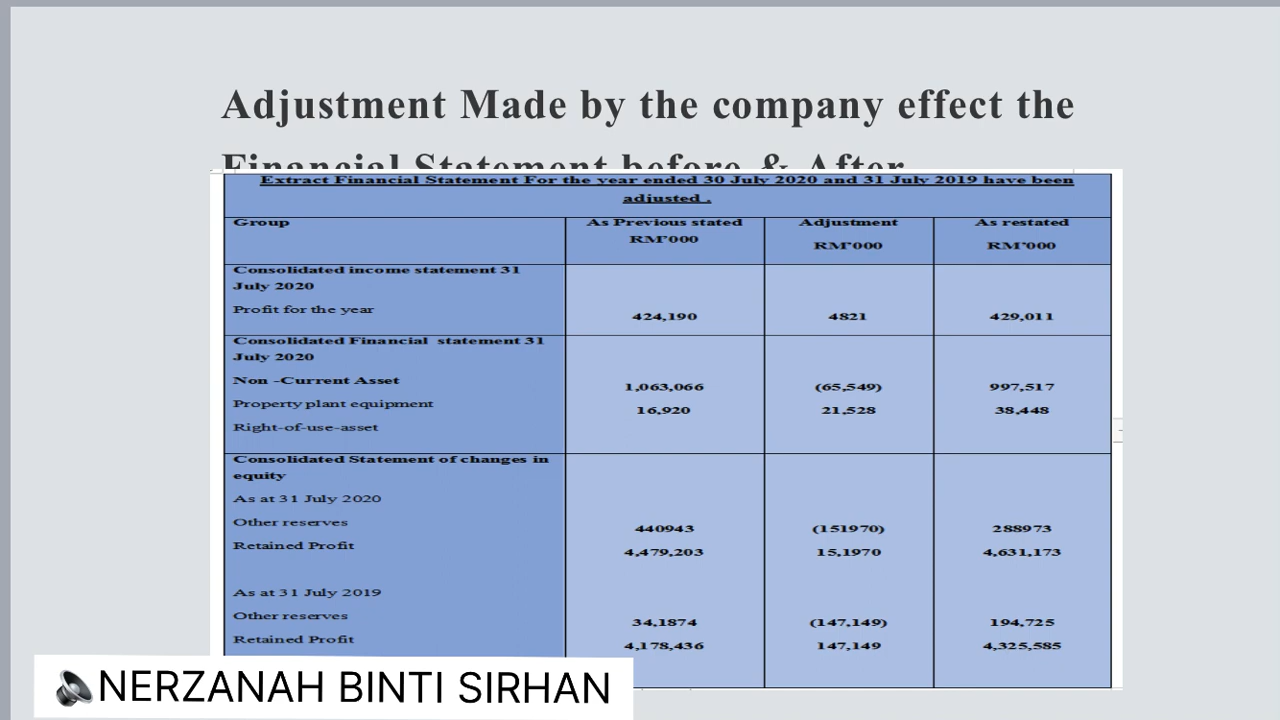 Adjustment Made by the company effect the
Financial Statement before & After
Extract Financial Statement For the year ended 30 July 2020 and 31 July 2019 have been
adjusted .
Group As Previous stated Adjustment As restated
RM'000 RM'000 RM'000
Consolidated income statement 31
July 2020
Profit for the year 424,190 4821 429,011
Consolidated Financial statement 31
July 2020
Non -Current Asset 1,063,066 (65,549) 997,517
Property plant equipment 16,920 21,528 38,448
Right-of-use-asset
Consolidated Statement of changes in
equity
As at 31 July 2020
Other reserves 440943 (151970) 288973
Retained Profit 4,479,203 15,1970 4,631,173
As at 31 July 2019
Other reserves 34,1874 (147,149) 194,725
Retained Profit 4,178,436 147,149 4,325,585
NERZANAH BINTI SIRHAN